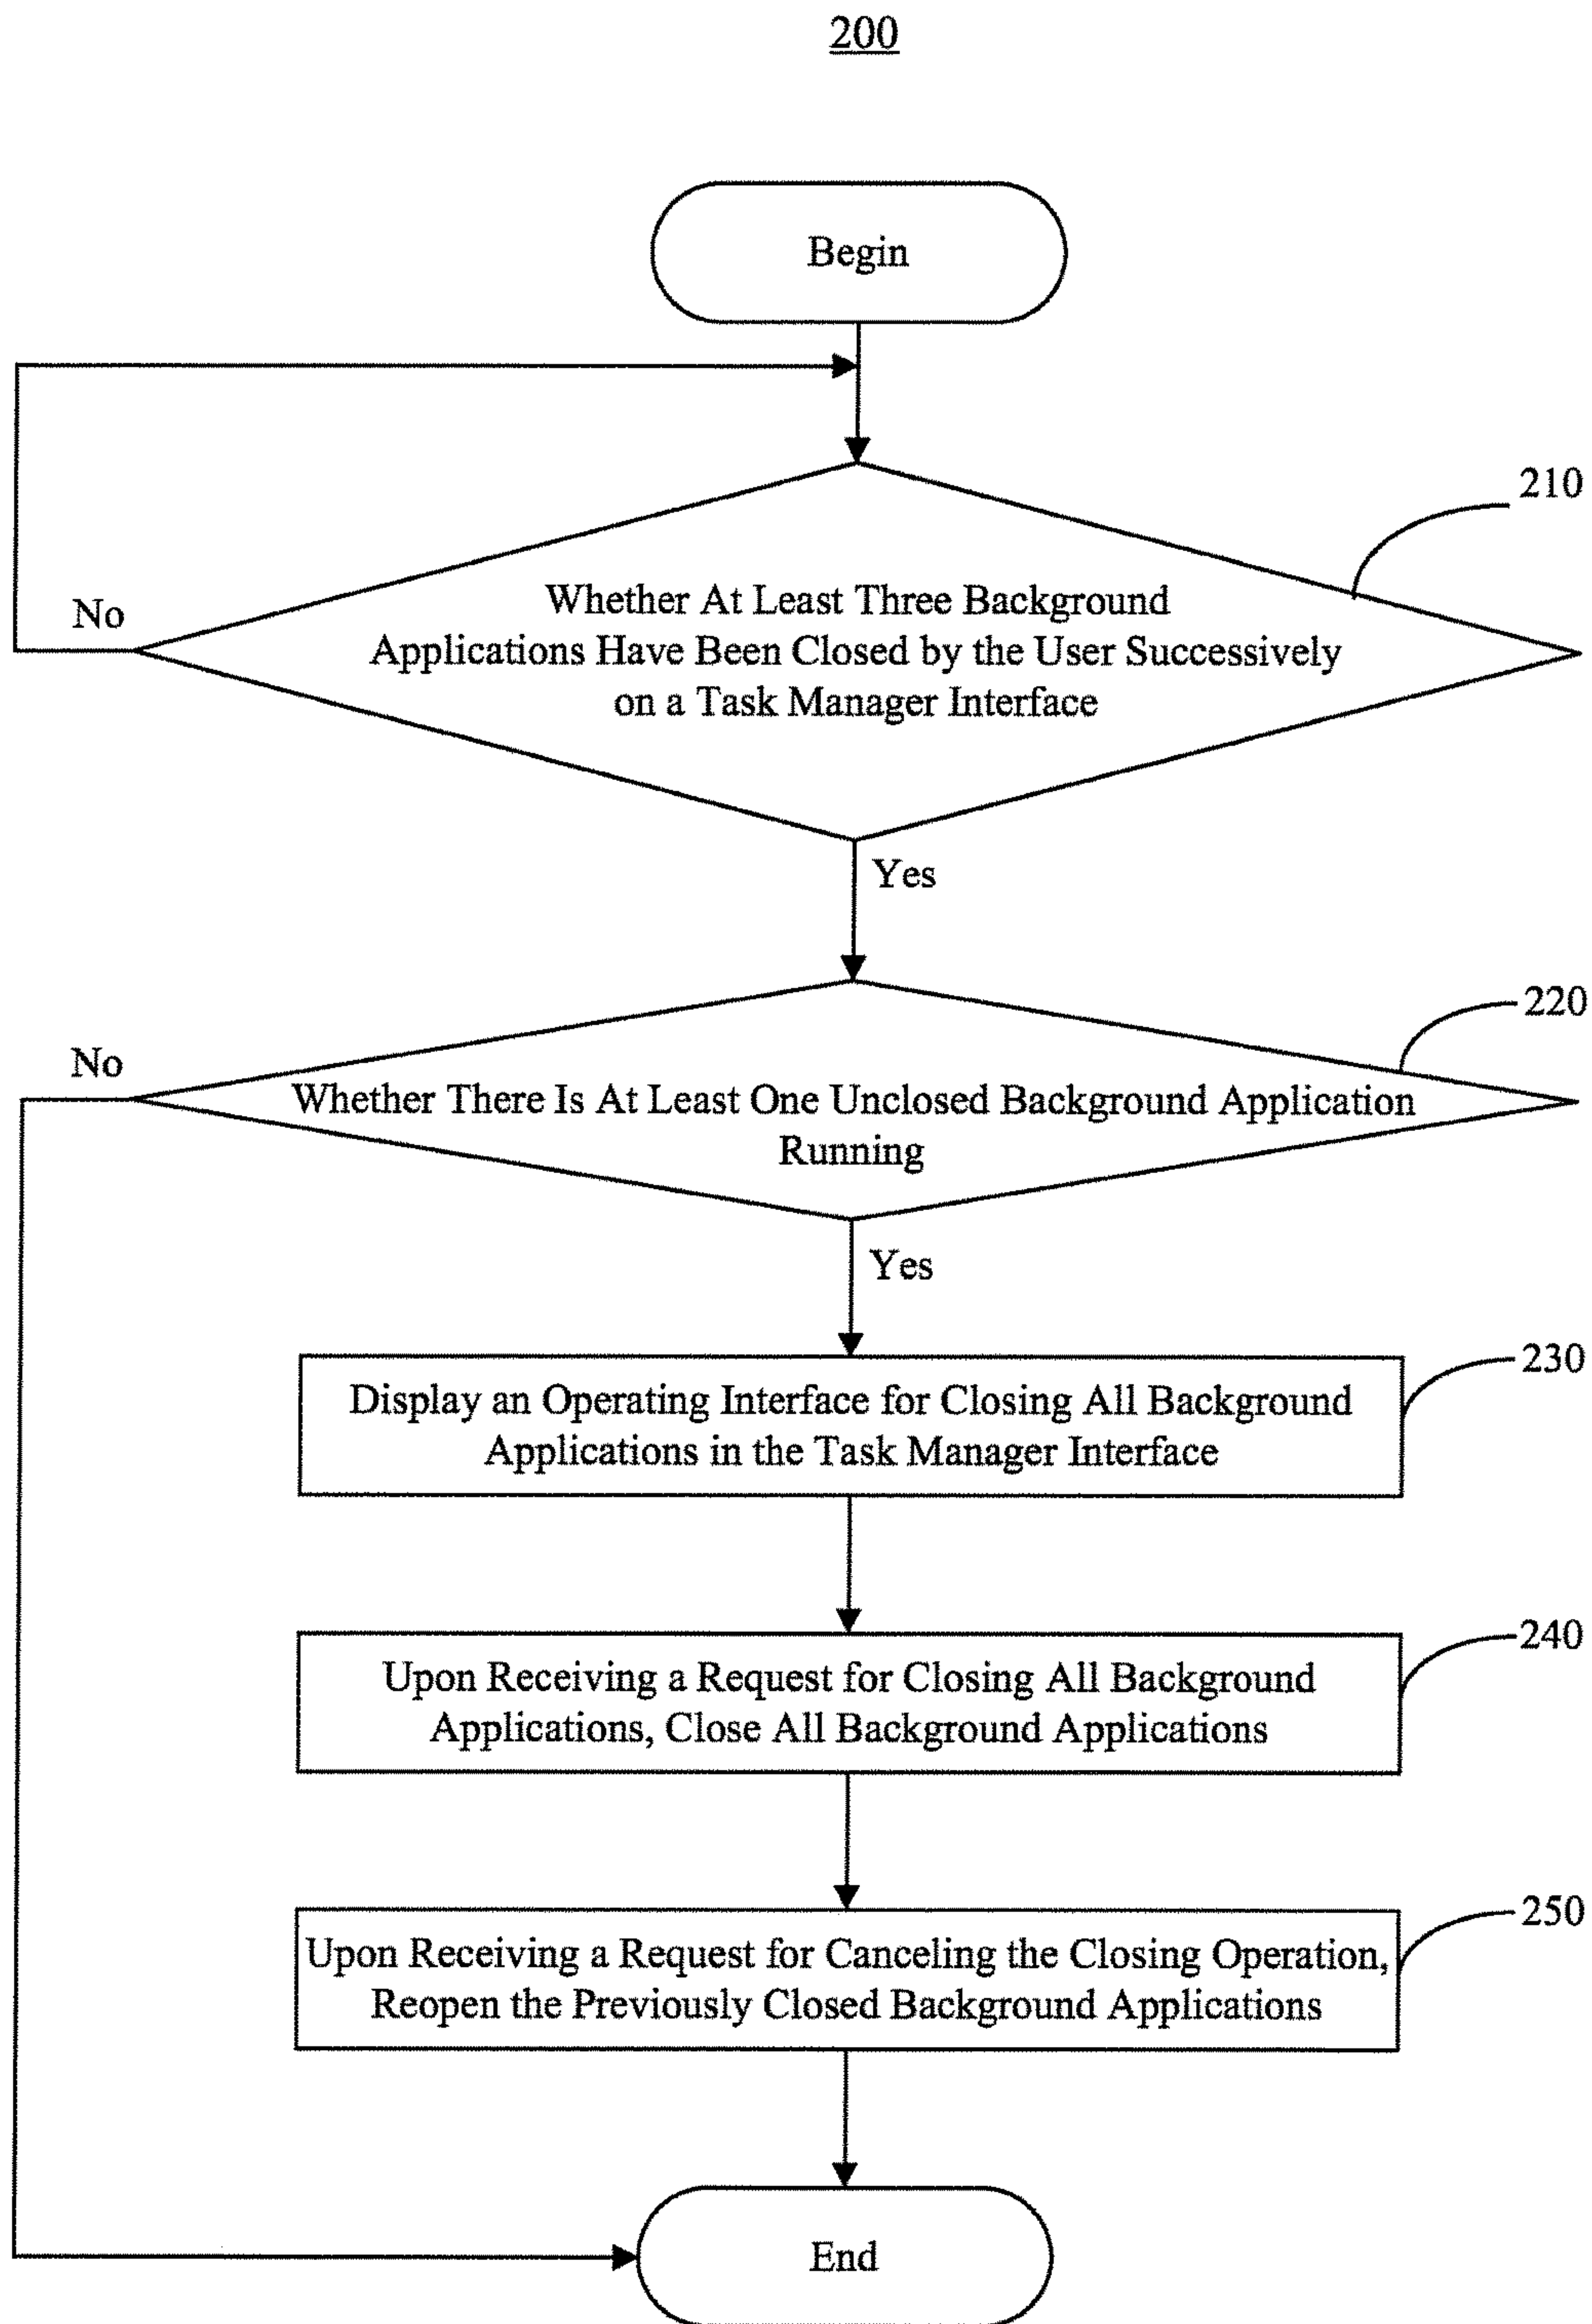 200
Begin
210
No
Whether At Least Three Background
Applications Have Been Closed by the User Successively
on a Task Manager Interface
Yes
220
No
Whether There Is At Least One Unclosed Background Application
Running
Yes
230
Display an Operating Interface for Closing All Background
Applications in the Task Manager Interface
240
Upon Receiving a Request for Closing All Background
Applications, Close All Background Applications
250
Upon Receiving a Request for Canceling the Closing Operation,
Reopen the Previously Closed Background Applications
End